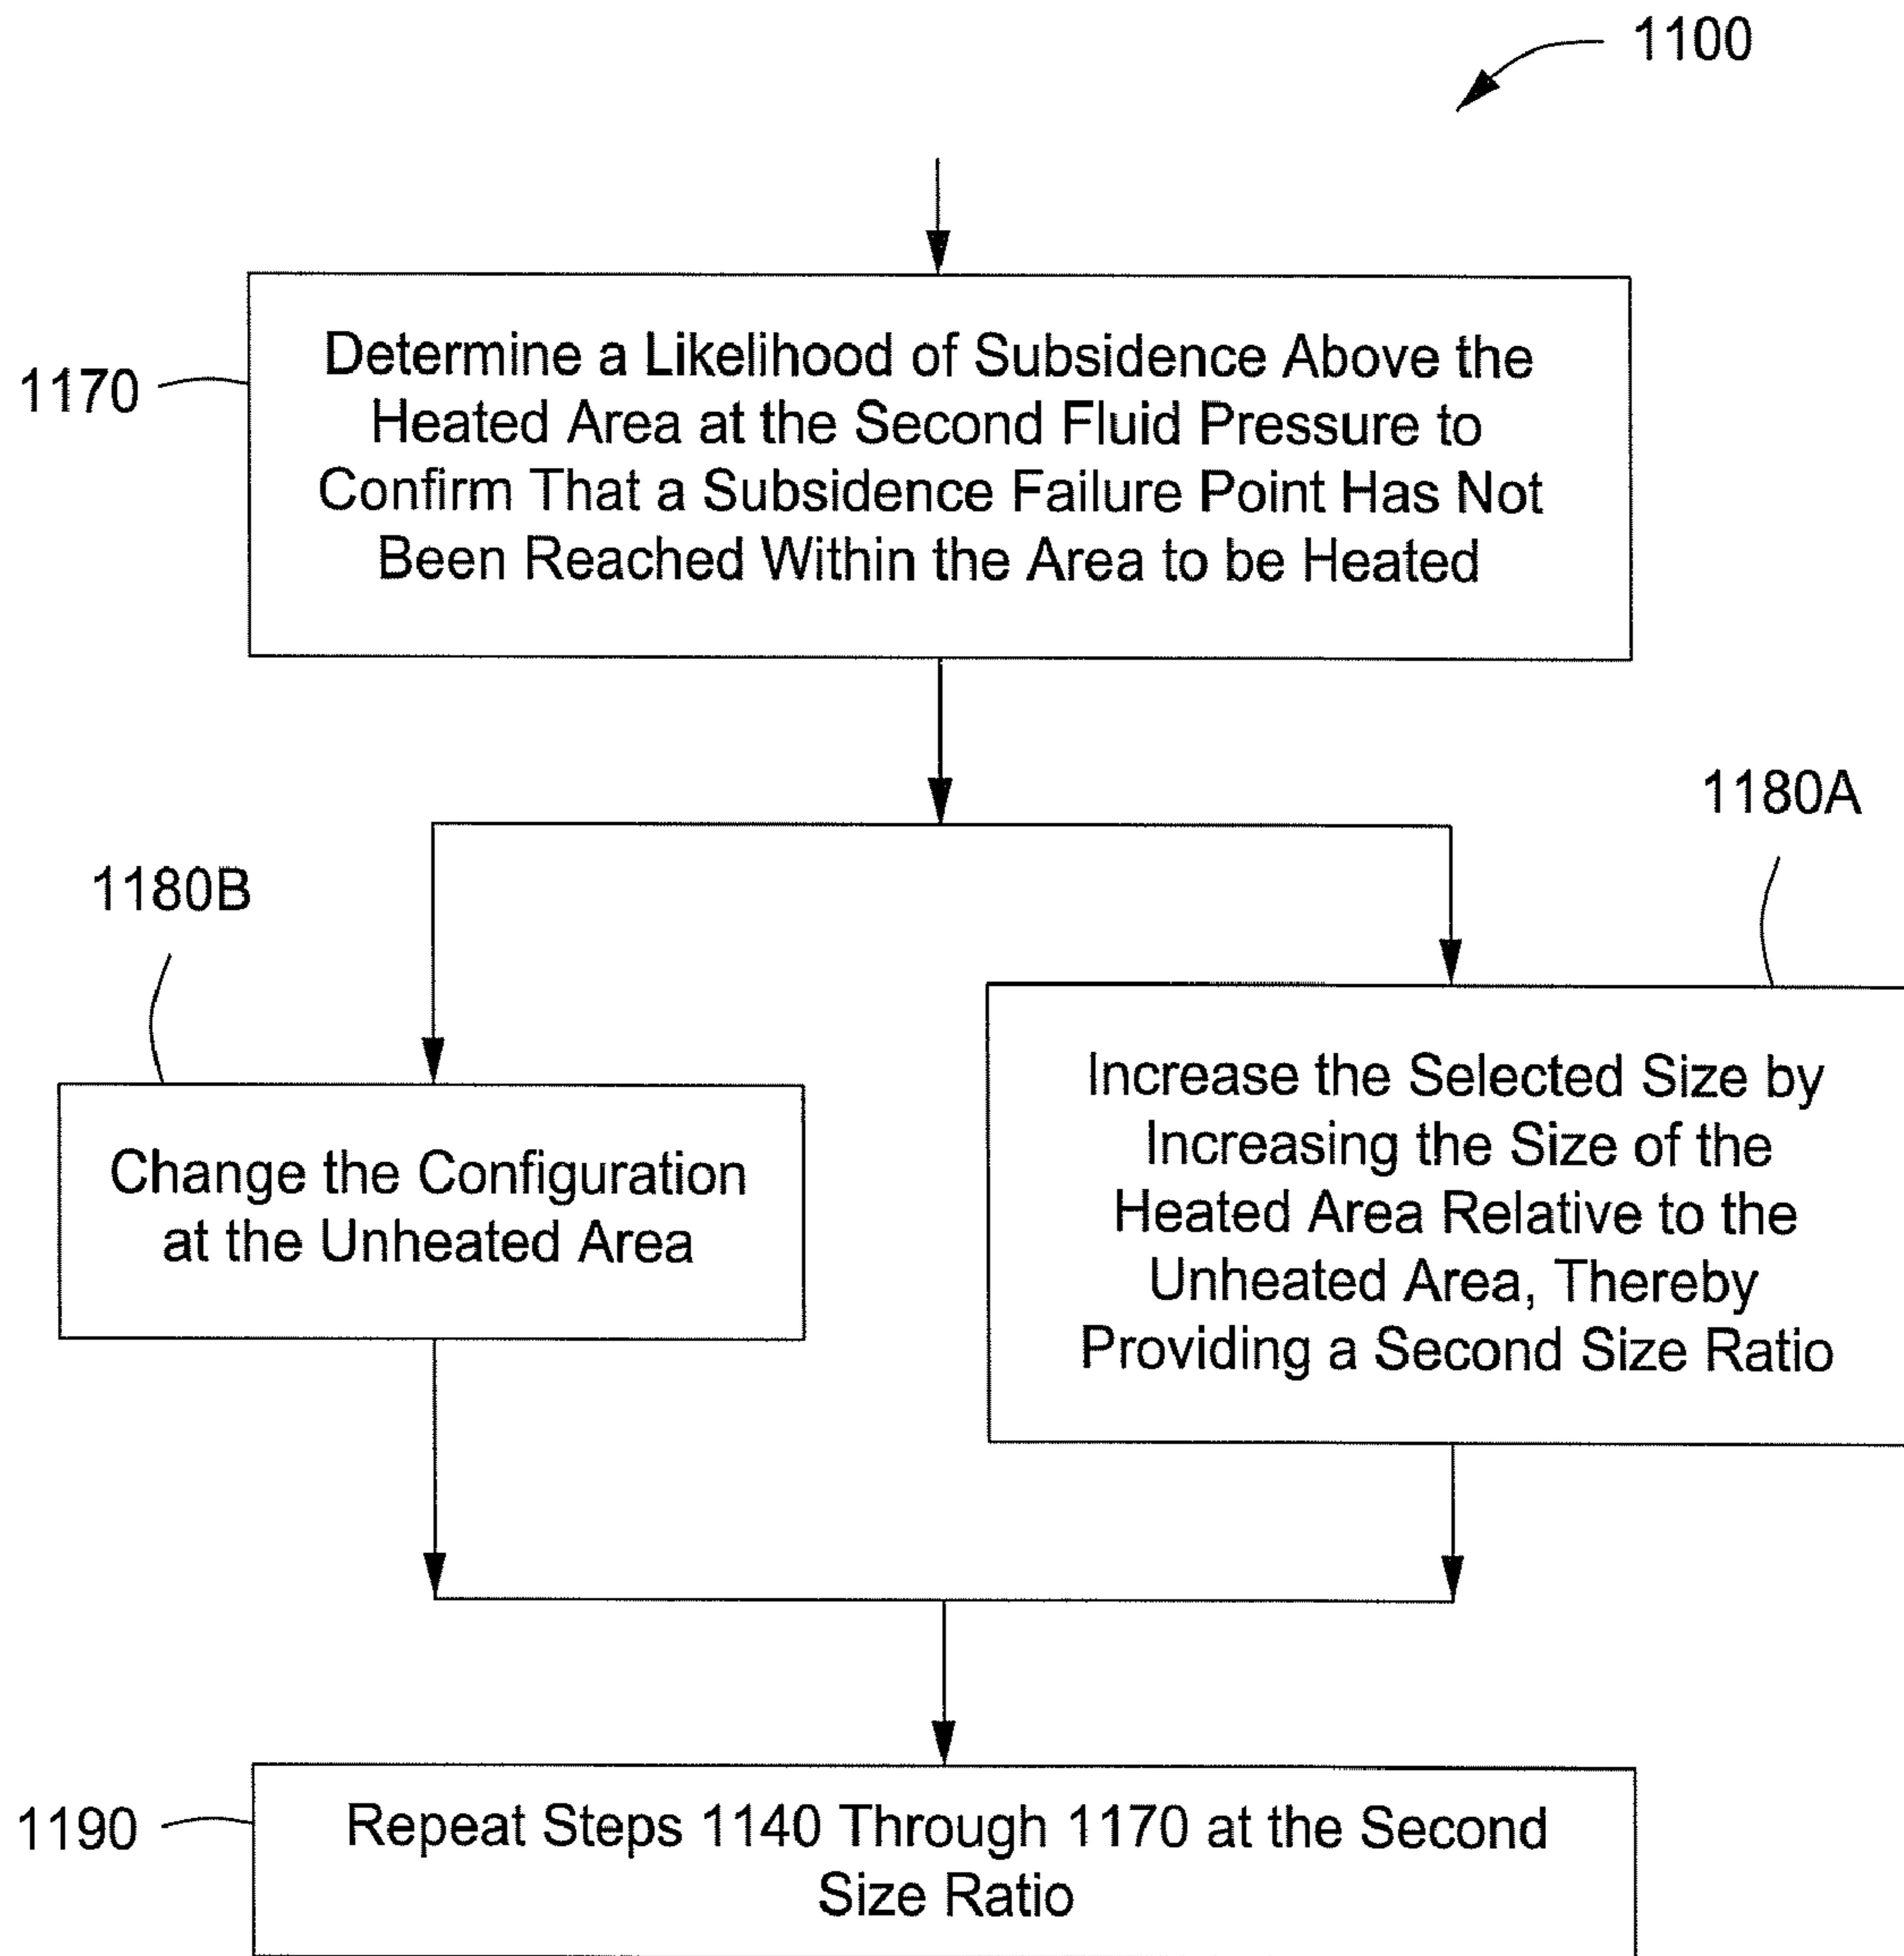 1100
1170
Determine a Likelihood of Subsidence Above the
Heated Area at the Second Fluid Pressure to
Confirm That a Subsidence Failure Point Has Not
Been Reached Within the Area to be Heated
1180A
1180B
Change the Configuration
at the Unheated Area
Increase the Selected Size by
Increasing the Size of the
Heated Area Relative to the
Unheated Area, Thereby
Providing a Second Size Ratio
1190
Repeat Steps 1140 Through 1170 at the Second
Size Ratio